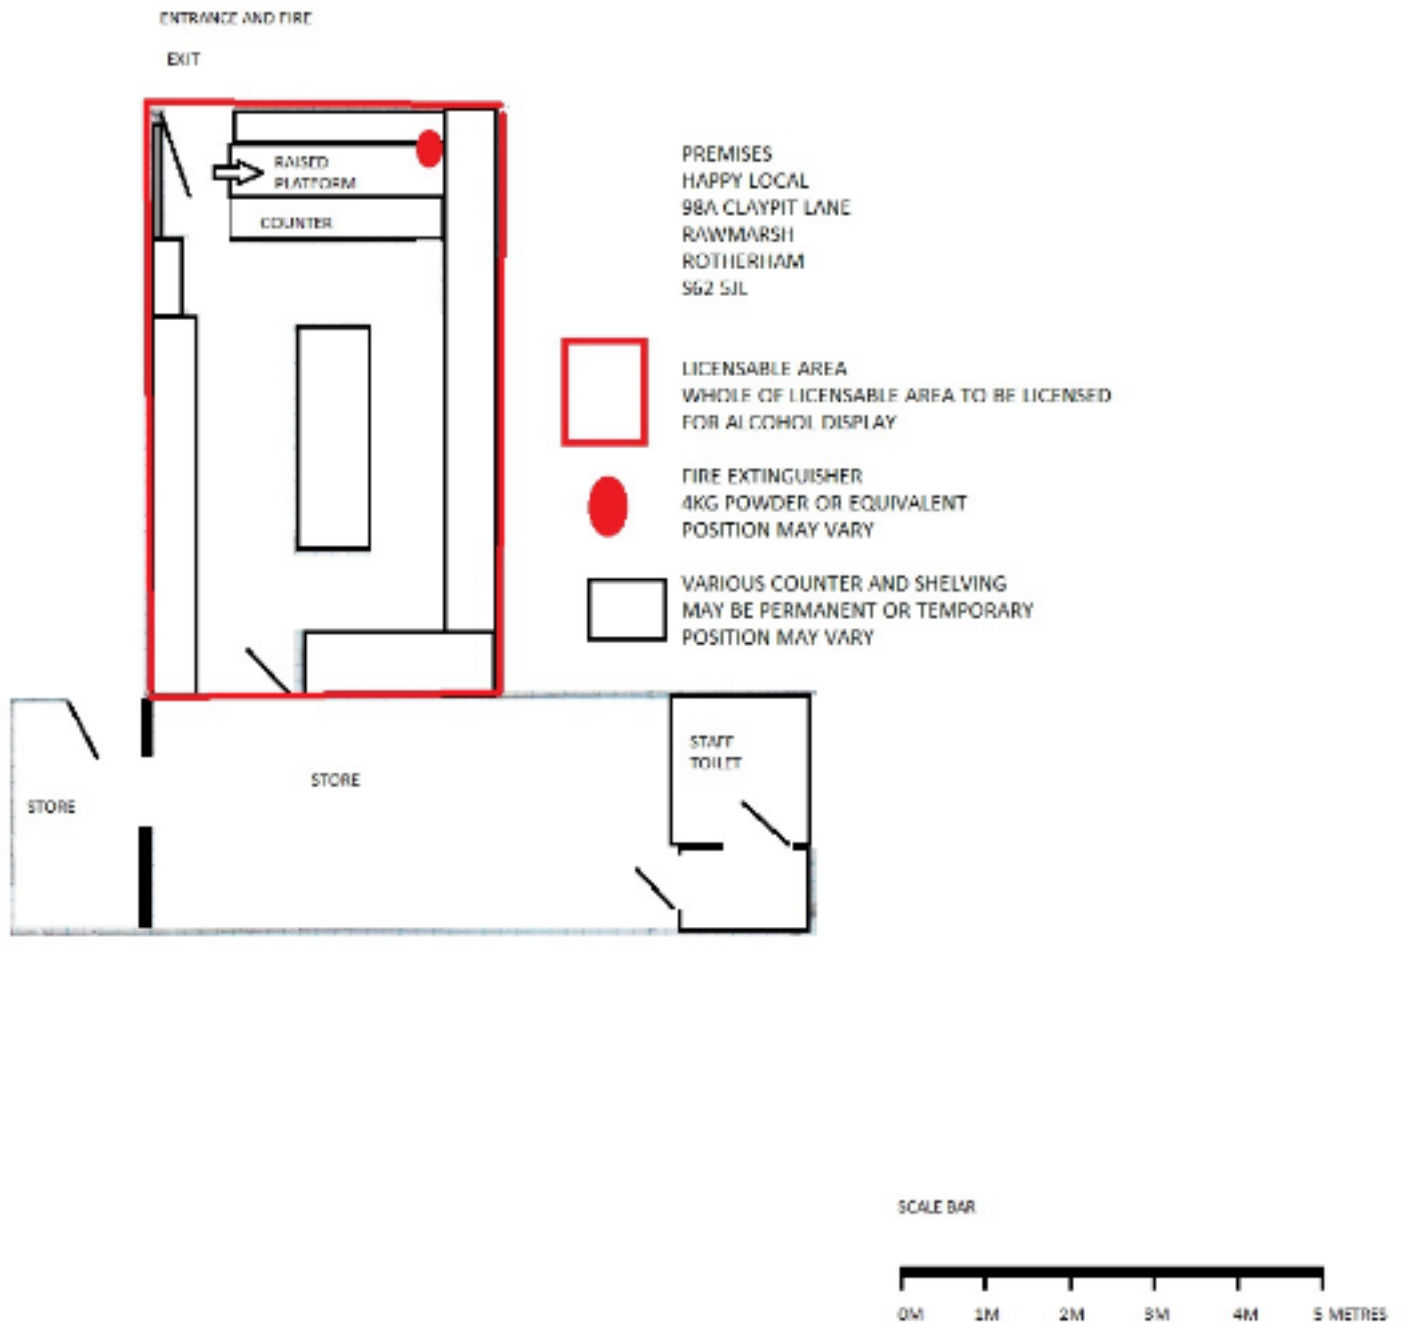 ENTRANCE AND FIRE
EXIT
RAISED
PLATFORM
COUNTER
PREMISES
HAPPY LOCAL
98A CLAYPIT LANE
RAWMARSH
ROTHERHAM
S62 5JL
LICENSABLE AREA
WHOLE OF LICENSABLE AREA TO BE LICENSED
FOR ALCOHOL DISPLAY
FIRE EXTINGUISHER
4KG POWDER OR EQUIVALENT
POSITION MAY VARY
VARIOUS COUNTER AND SHELVING
MAY BE PERMANENT OR TEMPORARY
POSITION MAY VARY
STAFF
TOILET
STORE
STORE
SCALE BAR
0M 1M 2M 3M 4M 5 METRES